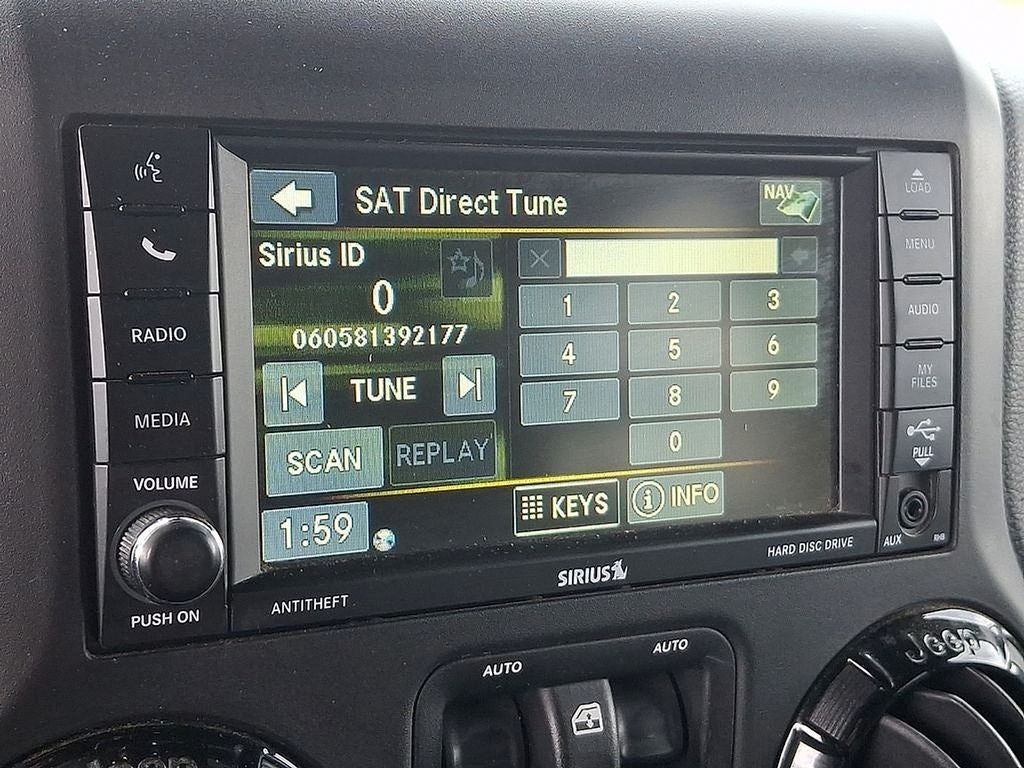 SAT Direct Tune
NAV
LOAD
Sirius ID
MENU
0
1 2 3
RADIO
060581392177
AUDIO
4 5 6
TUNE
MY
FILES
7 8 9
MEDIA
SCAN
REPLAY
0
PULL
VOLUME
KEYS
INFO
1:59
AUX
RHB
HARD DISC DRIVE
SIRIUS
ANTITHEFT
PUSH ON
AUTO
AUTO
Jeep
Jeep